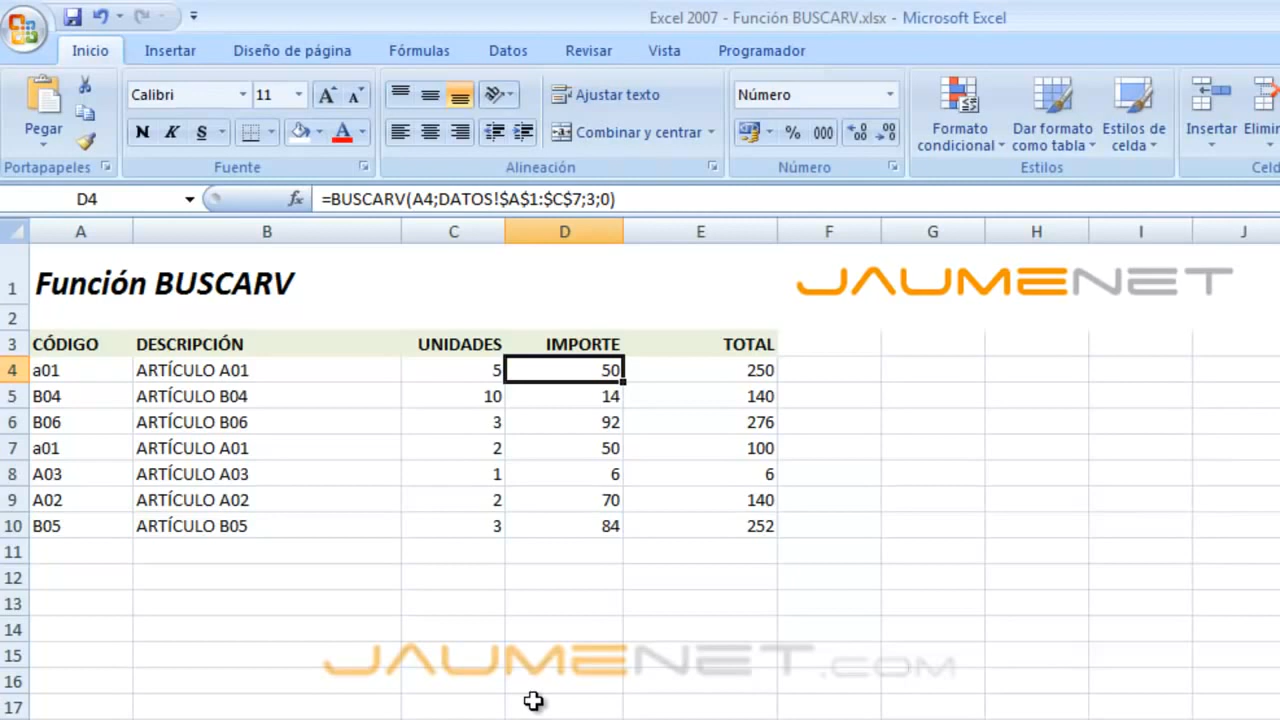 Excel 2007 - Función BUSCARV.xlsx - Microsoft Excel
Inicio Insertar Diseño de página Fórmulas Datos Revisar Vista Programador
Calibri 11 A A Ajustar texto Número
Pegar N K S A Combinar y centrar % 000 Formato condicional Dar formato como tabla Estilos de celda Insertar
Portapapeles Fuente Alineación Número Estilos
D4 fx =BUSCARV(A4;DATOS!$A$1:$C$7;3;0)
A B C D E F G H I J
1 Función BUSCARV JAUMENET
2
3 CÓDIGO DESCRIPCIÓN UNIDADES IMPORTE TOTAL
4 a01 ARTÍCULO A01 5 50 250
5 B04 ARTÍCULO B04 10 14 140
6 B06 ARTÍCULO B06 3 92 276
7 a01 ARTÍCULO A01 2 50 100
8 A03 ARTÍCULO A03 1 6 6
9 A02 ARTÍCULO A02 2 70 140
10 B05 ARTÍCULO B05 3 84 252
11
12
13
14
15
JAUMENET.com
16
17